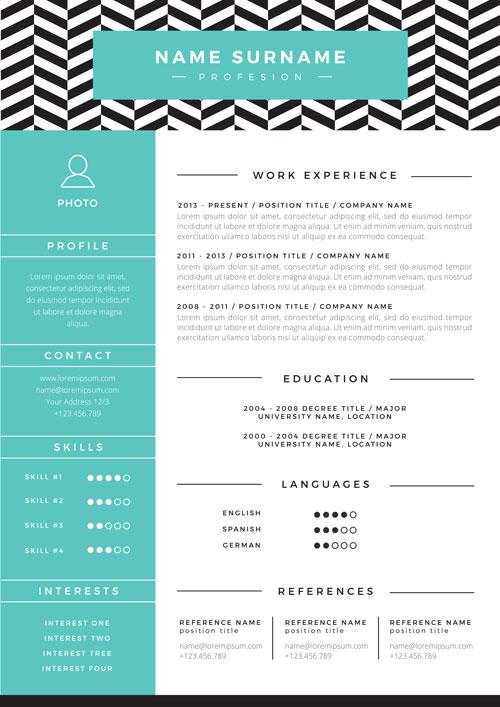 NAME SURNAME
PROFESION
PHOTO
PROFILE
Lorem ipsum dolor sit
amet, consectetur
adipiscing elit, sed
do eiusmod incididunt
ut dolore magna
aliqua.
CONTACT
www.loremipsum.com
name@loremipsum.com
Your Address 12/3
+123.456.789
SKILLS
SKILL #1
SKILL #2
SKILL #3
SKILL #4
INTERESTS
INTEREST ONE
INTEREST TWO
INTEREST TREE
INTEREST FOUR
WORK EXPERIENCE
2013 - PRESENT / POSITION TITLE / COMPANY NAME
Lorem ipsum dolor sit amet, consectetur adipiscing elit, sed do eiusmod tempor
incididunt ut labore et dolore magna aliqua. Ut enim ad minim veniam, quis nostrud
exercitation ullamco laboris nisi ut aliquip ex ea commodo consequat.
2011 - 2013 / POSITION TITLE / COMPANY NAME
Lorem ipsum dolor sit amet, consectetur adipiscing elit, sed do eiusmod tempor
incididunt ut labore et dolore magna aliqua. Ut enim ad minim veniam, quis nostrud
exercitation ullamco laboris nisi ut aliquip ex ea commodo consequat.
2008 - 2011 / POSITION TITLE / COMPANY NAME
Lorem ipsum dolor sit amet, consectetur adipiscing elit, sed do eiusmod tempor
incididunt ut labore et dolore magna aliqua. Ut enim ad minim veniam, quis nostrud
exercitation ullamco laboris nisi ut aliquip ex ea commodo consequat.
EDUCATION
2004 - 2008 DEGREE TITLE / MAJOR
UNIVERSITY NAME, LOCATION
2000 - 2004 DEGREE TITLE / MAJOR
UNIVERSITY NAME, LOCATION
LANGUAGES
ENGLISH
SPANISH
GERMAN
REFERENCES
REFERENCE NAME
position title
name@loremipsum.com
+123.456.789
REFERENCE NAME
position title
name@loremipsum.com
+123.456.789
REFERENCE NAME
position title
name@loremipsum.com
+123.456.789